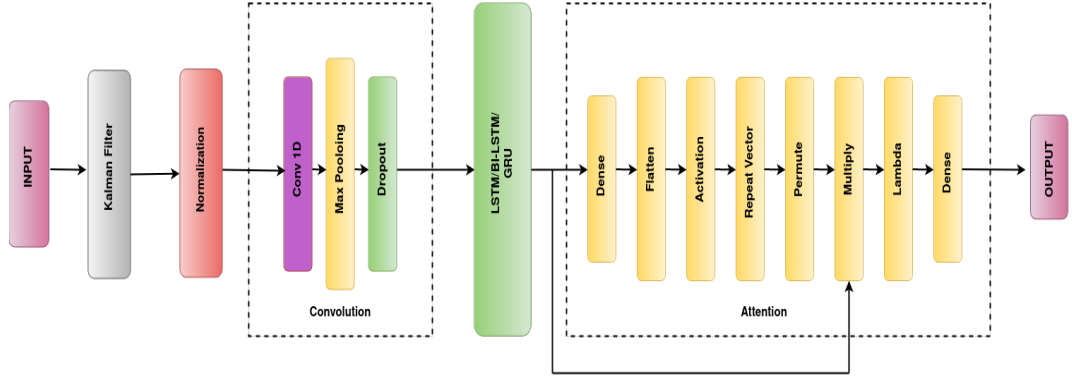 INPUT
Kalman Filter
Normalization
Conv 1D
Max Pooloing
Dropout
Convolution
LSTM/BI-LSTM/
GRU
Dense
Flatten
Activation
Repeat Vector
Permute
Multiply
Lambda
Dense
Attention
OUTPUT